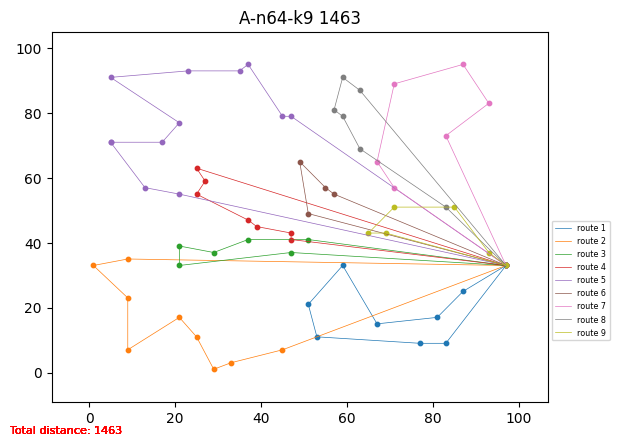 A-n64-k9 1463
100
80
60
40
20
0
0 20 40 60 80 100
route 1
route 2
route 3
route 4
route 5
route 6
route 7
route 8
route 9
Total distance: 1463